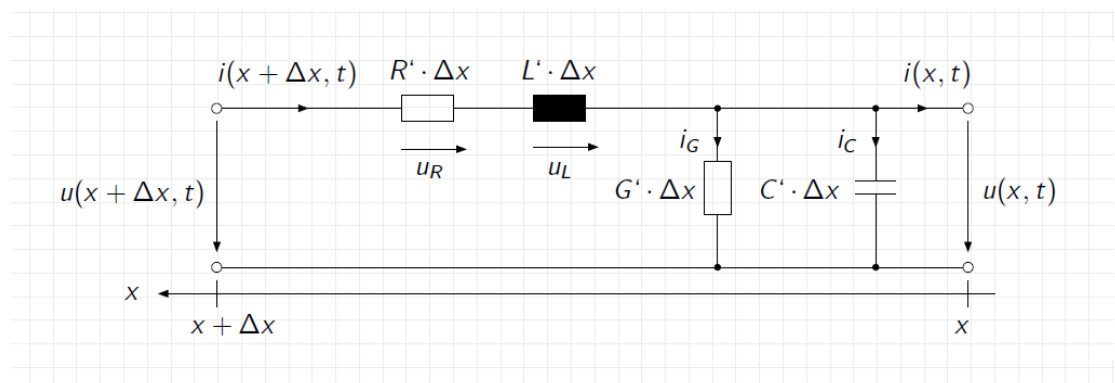 i(x + Δx, t) R‘ · Δx L‘ · Δx i(x, t)
u_R u_L i_G i_C
u(x + Δx, t) G‘ · Δx C‘ · Δx u(x, t)
x
x + Δx x